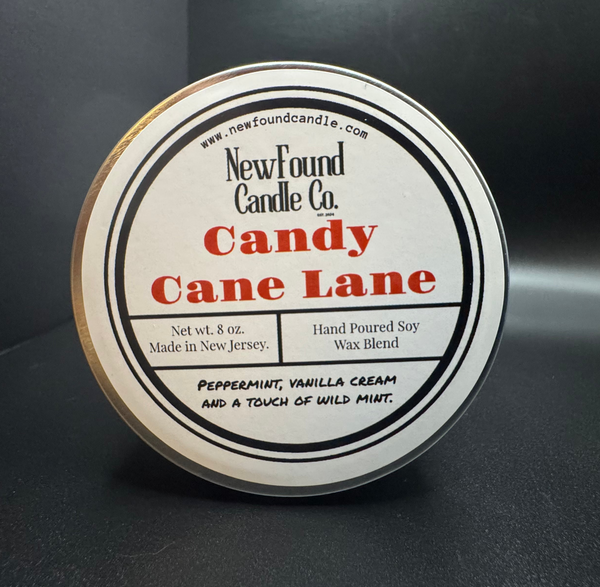 www.newfoundcandle.com
NewFound
Candle Co.
Candy
Cane Lane
Net wt. 8 oz.
Made in New Jersey.
Hand Poured Soy
Wax Blend
Peppermint, vanilla cream
and a touch of wild mint.